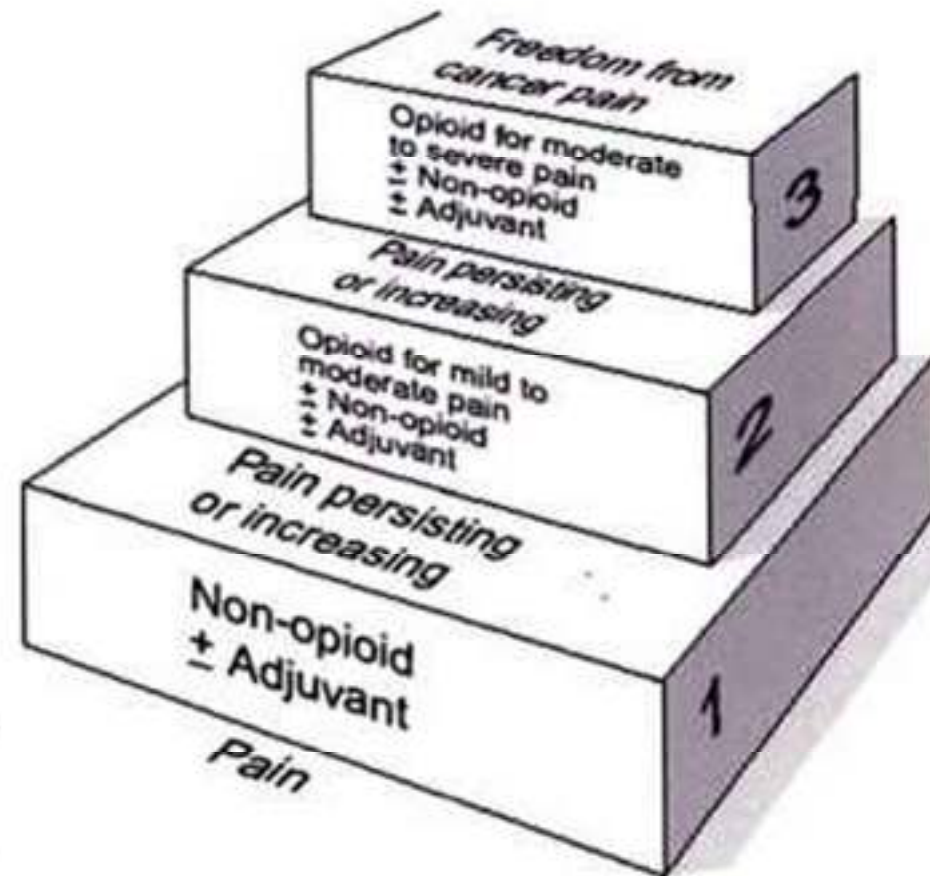 Freedom from
cancer pain
Opioid for moderate
to severe pain
± Non-opioid
± Adjuvant
3
Pain persisting
or increasing
Opioid for mild to
moderate pain
± Non-opioid
± Adjuvant
2
Pain persisting
or increasing
Non-opioid
± Adjuvant
1
Pain